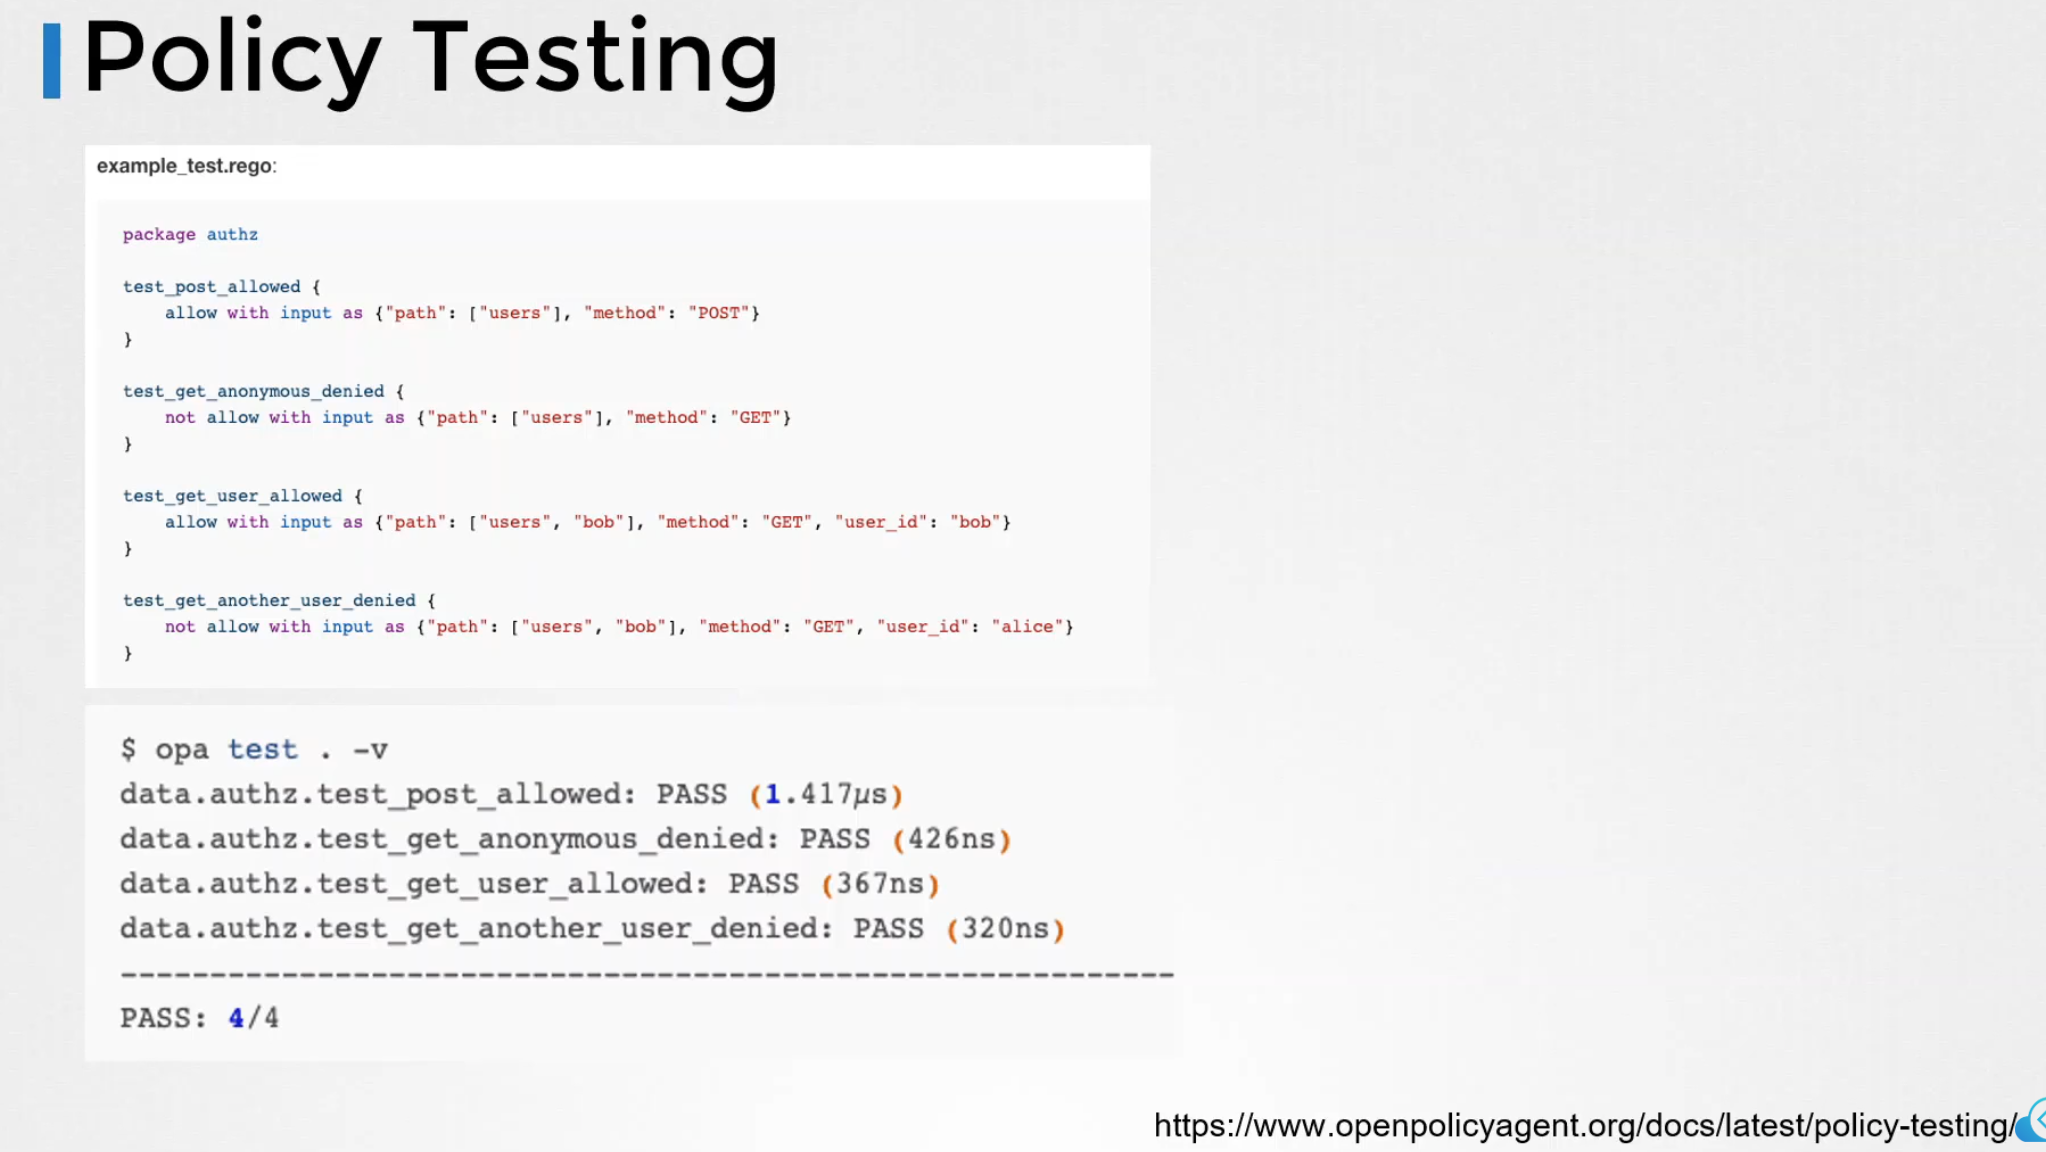 Policy Testing
example_test.rego:
package authz
test_post_allowed {
allow with input as {"path": ["users"], "method": "POST"}
}
test_get_anonymous_denied {
not allow with input as {"path": ["users"], "method": "GET"}
}
test_get_user_allowed {
allow with input as {"path": ["users", "bob"], "method": "GET", "user_id": "bob"}
}
test_get_another_user_denied {
not allow with input as {"path": ["users", "bob"], "method": "GET", "user_id": "alice"}
}
$ opa test . -v
data.authz.test_post_allowed: PASS (1.417µs)
data.authz.test_get_anonymous_denied: PASS (426ns)
data.authz.test_get_user_allowed: PASS (367ns)
data.authz.test_get_another_user_denied: PASS (320ns)
-----------------------------------------------------------
PASS: 4/4
https://www.openpolicyagent.org/docs/latest/policy-testing/